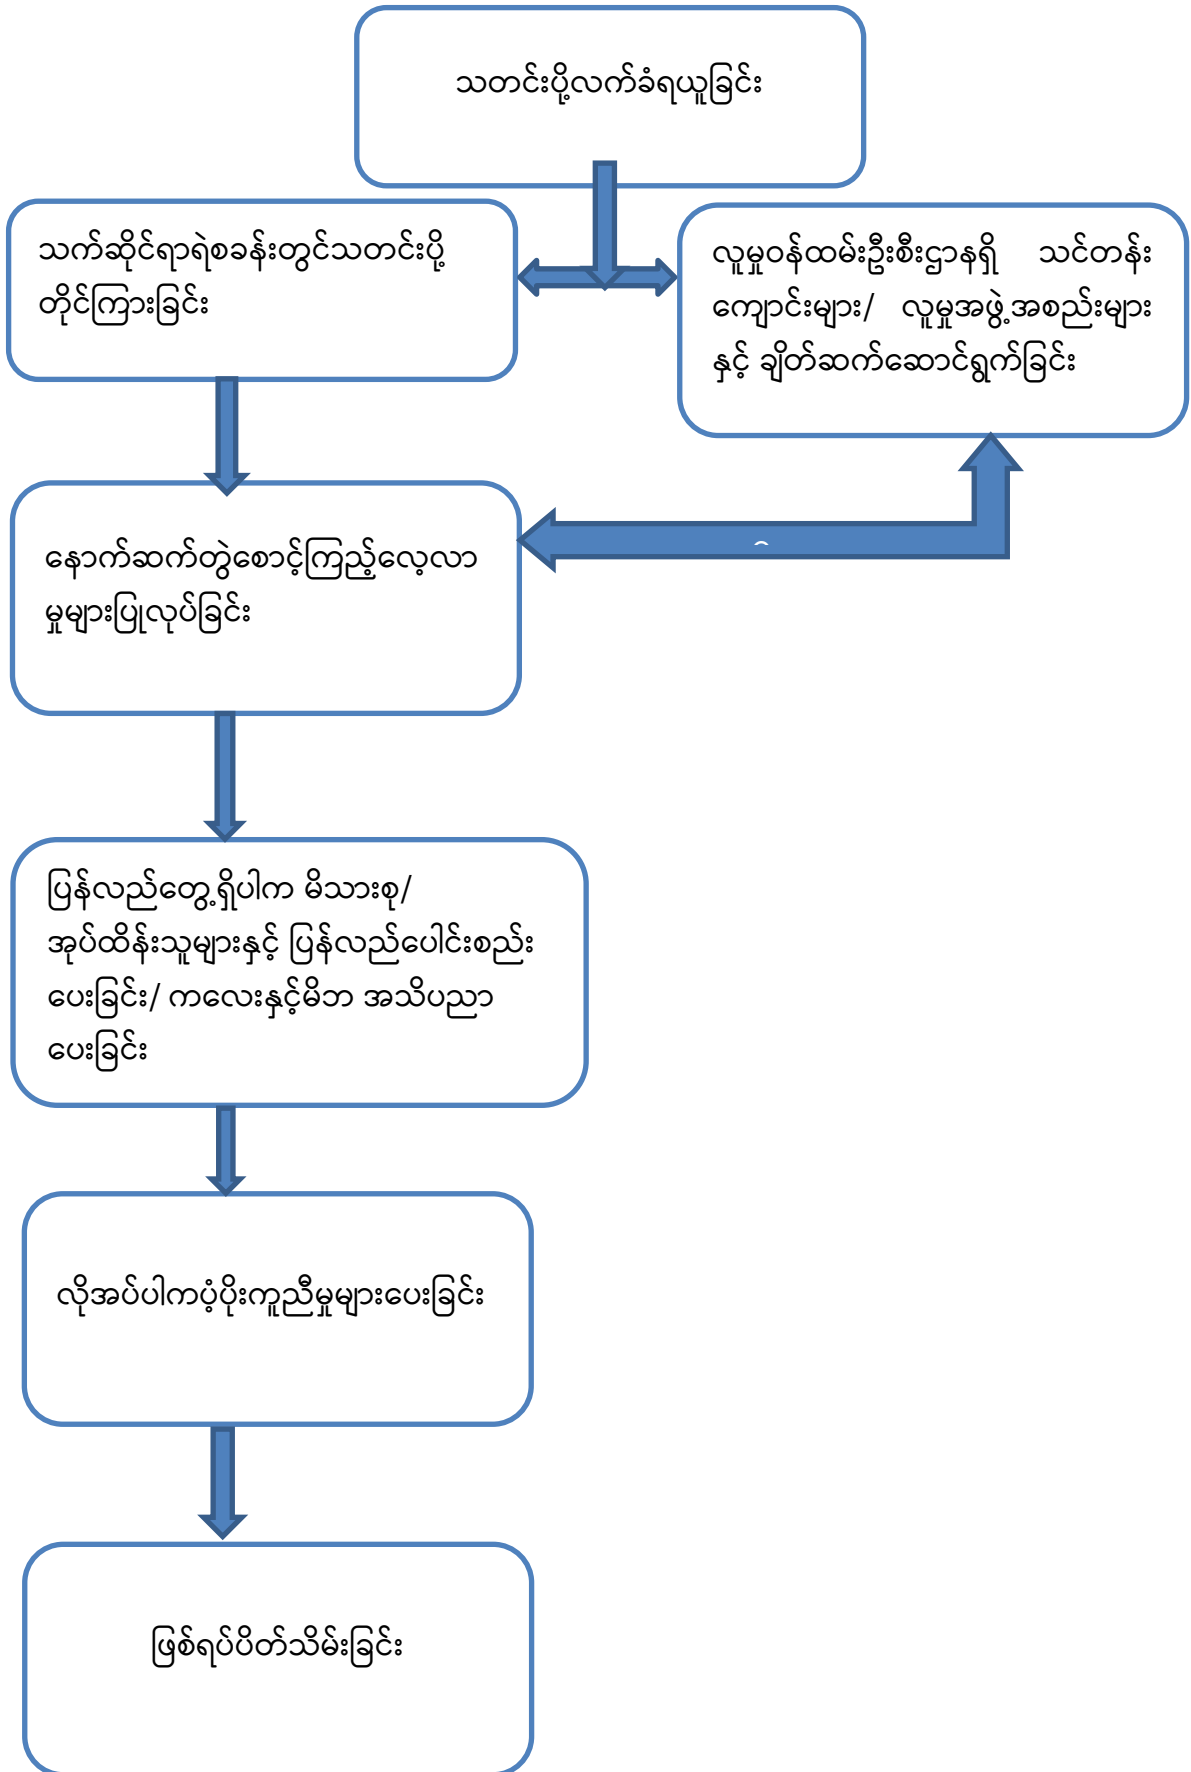 သတင်းပို့လက်ခံရယူခြင်း
သက်ဆိုင်ရာရဲစခန်းတွင်သတင်းပို့
တိုင်ကြားခြင်း
လူမှုဝန်ထမ်းဦးစီးဌာနရှိ သင်တန်း
ကျောင်းများ/ လူမှုအဖွဲ့အစည်းများ
နှင့် ချိတ်ဆက်ဆောင်ရွက်ခြင်း
နောက်ဆက်တွဲစောင့်ကြည့်လေ့လာ
မှုများပြုလုပ်ခြင်း
ပြန်လည်တွေ့ရှိပါက မိသားစု/
အုပ်ထိန်းသူများနှင့် ပြန်လည်ပေါင်းစည်း
ပေးခြင်း/ ကလေးနှင့်မိဘ အသိပညာ
ပေးခြင်း
လိုအပ်ပါကပံ့ပိုးကူညီမှုများပေးခြင်း
ဖြစ်ရပ်ပိတ်သိမ်းခြင်း